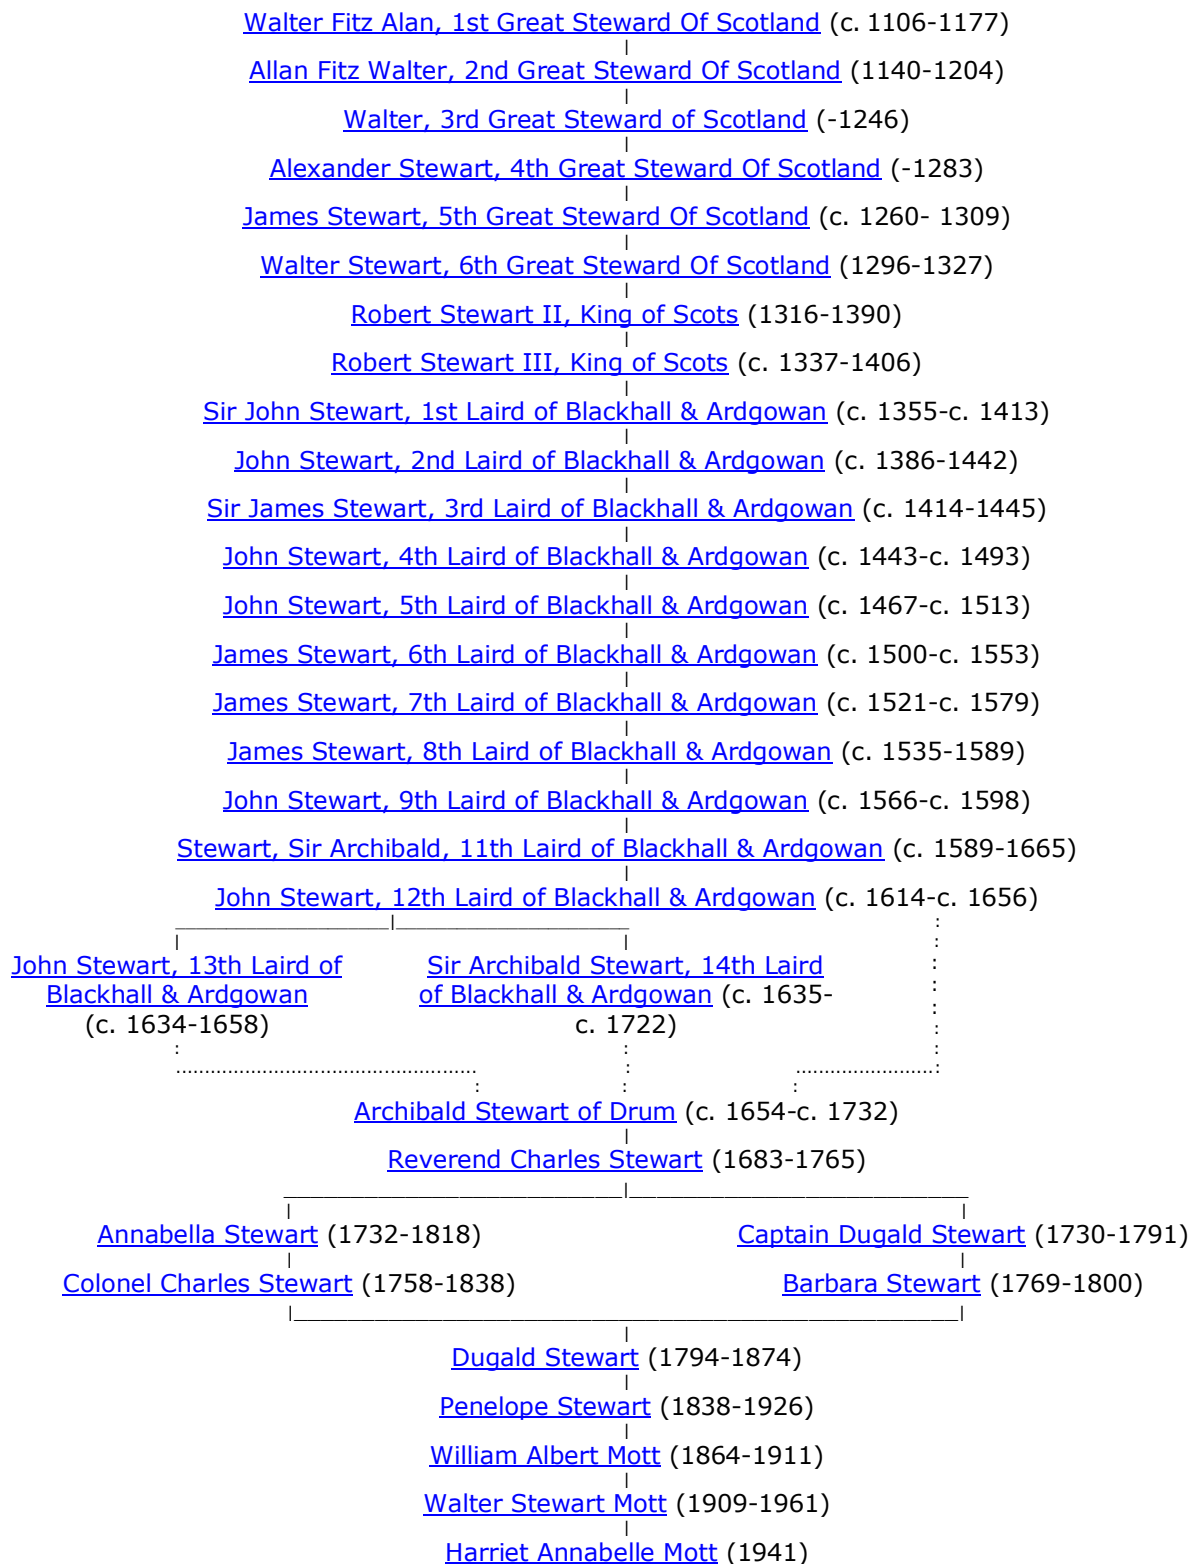 Walter Fitz Alan, 1st Great Steward Of Scotland (c. 1106-1177)
Allan Fitz Walter, 2nd Great Steward Of Scotland (1140-1204)
Walter, 3rd Great Steward of Scotland (-1246)
Alexander Stewart, 4th Great Steward Of Scotland (-1283)
James Stewart, 5th Great Steward Of Scotland (c. 1260- 1309)
Walter Stewart, 6th Great Steward Of Scotland (1296-1327)
Robert Stewart II, King of Scots (1316-1390)
Robert Stewart III, King of Scots (c. 1337-1406)
Sir John Stewart, 1st Laird of Blackhall & Ardgowan (c. 1355-c. 1413)
John Stewart, 2nd Laird of Blackhall & Ardgowan (c. 1386-1442)
Sir James Stewart, 3rd Laird of Blackhall & Ardgowan (c. 1414-1445)
John Stewart, 4th Laird of Blackhall & Ardgowan (c. 1443-c. 1493)
John Stewart, 5th Laird of Blackhall & Ardgowan (c. 1467-c. 1513)
James Stewart, 6th Laird of Blackhall & Ardgowan (c. 1500-c. 1553)
James Stewart, 7th Laird of Blackhall & Ardgowan (c. 1521-c. 1579)
James Stewart, 8th Laird of Blackhall & Ardgowan (c. 1535-1589)
John Stewart, 9th Laird of Blackhall & Ardgowan (c. 1566-c. 1598)
Stewart, Sir Archibald, 11th Laird of Blackhall & Ardgowan (c. 1589-1665)
John Stewart, 12th Laird of Blackhall & Ardgowan (c. 1614-c. 1656)
John Stewart, 13th Laird of
Blackhall & Ardgowan
(c. 1634-1658)
Sir Archibald Stewart, 14th Laird
of Blackhall & Ardgowan (c. 1635-
c. 1722)
Archibald Stewart of Drum (c. 1654-c. 1732)
Reverend Charles Stewart (1683-1765)
Annabella Stewart (1732-1818)
Captain Dugald Stewart (1730-1791)
Colonel Charles Stewart (1758-1838)
Barbara Stewart (1769-1800)
Dugald Stewart (1794-1874)
Penelope Stewart (1838-1926)
William Albert Mott (1864-1911)
Walter Stewart Mott (1909-1961)
Harriet Annabelle Mott (1941)